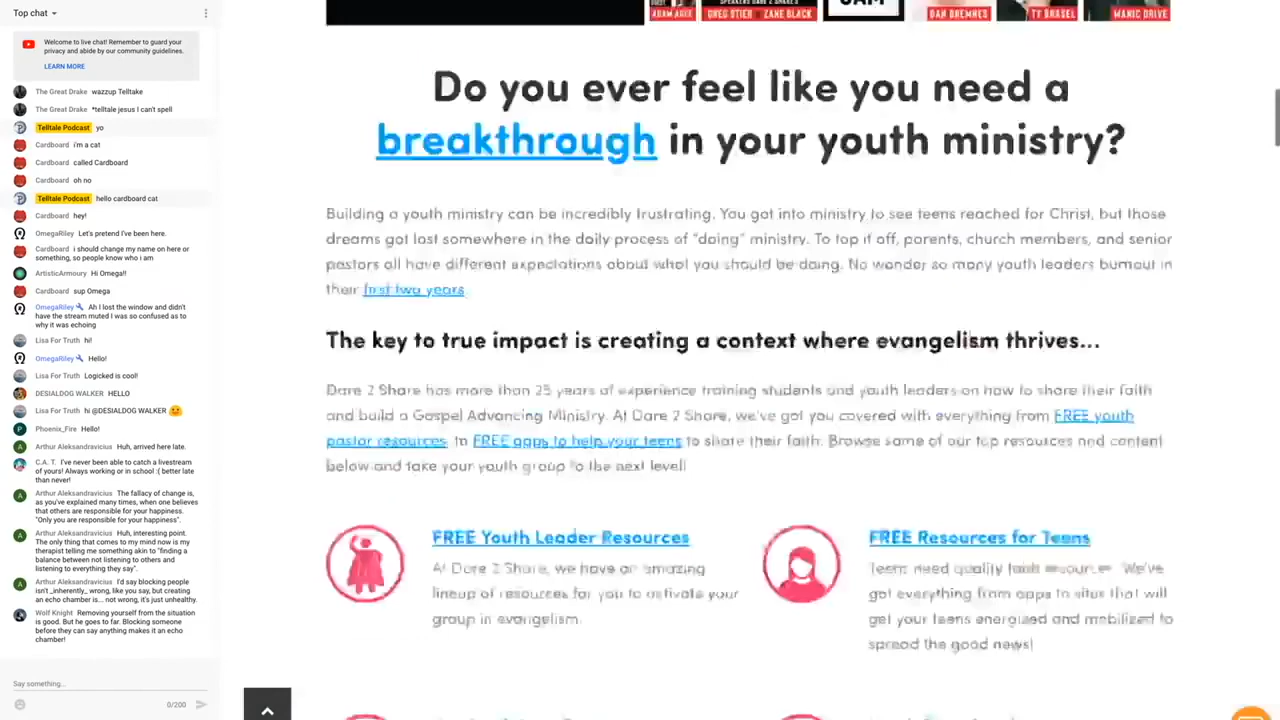 Top chat
Welcome to live chat! Remember to guard your
privacy and abide by our community guidelines.
LEARN MORE
The Great Drake wazzup Telltake
The Great Drake *telltale jesus I can't spell
Telltale Podcast yo
Cardboard i'm a cat
Cardboard called Cardboard
Cardboard oh no
Telltale Podcast hello cardboard cat
Cardboard hey!
OmegaRiley Let's pretend I've been here.
Cardboard i should change my name on here or
something, so people know who i am
ArtisticArmoury Hi Omega!!
Cardboard sup Omega
OmegaRiley Ah I lost the window and didn't
have the stream muted I was so confused as to
why it was echoing
Lisa For Truth hi!
OmegaRiley Hello!
Lisa For Truth Logicked is cool!
DESIALDOG WALKER HELLO
Lisa For Truth hi @DESIALDOG WALKER
Phoenix_Fire Hello!
Arthur Aleksandravicius Huh, arrived here late.
C.A. T. I've never been able to catch a livestream
of yours! Always working or in school :( better late
than never!
Arthur Aleksandravicius The fallacy of change is,
as you've explained many times, when one believes
that others are responsible for your happiness.
"Only you are responsible for your happiness".
Arthur Aleksandravicius Huh, interesting point.
The only thing that comes to my mind now is my
therapist telling me something akin to "finding a
balance between not listening to others and
listening to everything they say".
Arthur Aleksandravicius I'd say blocking people
isn't _inherently_ wrong, like you say, but creating
an echo chamber is... not wrong, it's just unhealthy.
Wolf Knight Removing yourself from the situation
is good. But he goes to far. Blocking someone
before they can say anything makes it an echo
chamber!
Say something...
0/200
ADAM AGEE
GREG STIER • ZANE BLACK
DAN BREMNES
TY BRASEL
MANIC DRIVE
Do you ever feel like you need a
breakthrough in your youth ministry?
Building a youth ministry can be incredibly frustrating. You got into ministry to see teens reached for Christ, but those
dreams got lost somewhere in the daily process of "doing" ministry. To top it off, parents, church members, and senior
pastors all have different expectations about what you should be doing. No wonder so many youth leaders burnout in
their first two years.
The key to true impact is creating a context where evangelism thrives...
Dare 2 Share has more than 25 years of experience training students and youth leaders on how to share their faith
and build a Gospel Advancing Ministry. At Dare 2 Share, we've got you covered with everything from FREE youth
pastor resources to FREE apps to help your teens to share their faith. Browse some of our top resources and content
below and take your youth group to the next level!
FREE Youth Leader Resources
At Dare 2 Share, we have an amazing
lineup of resources for you to activate your
group in evangelism.
FREE Resources for Teens
Teens need quality tools We've
got everything from apps to sites that will
get your teens energized and mobilized to
spread the good news!